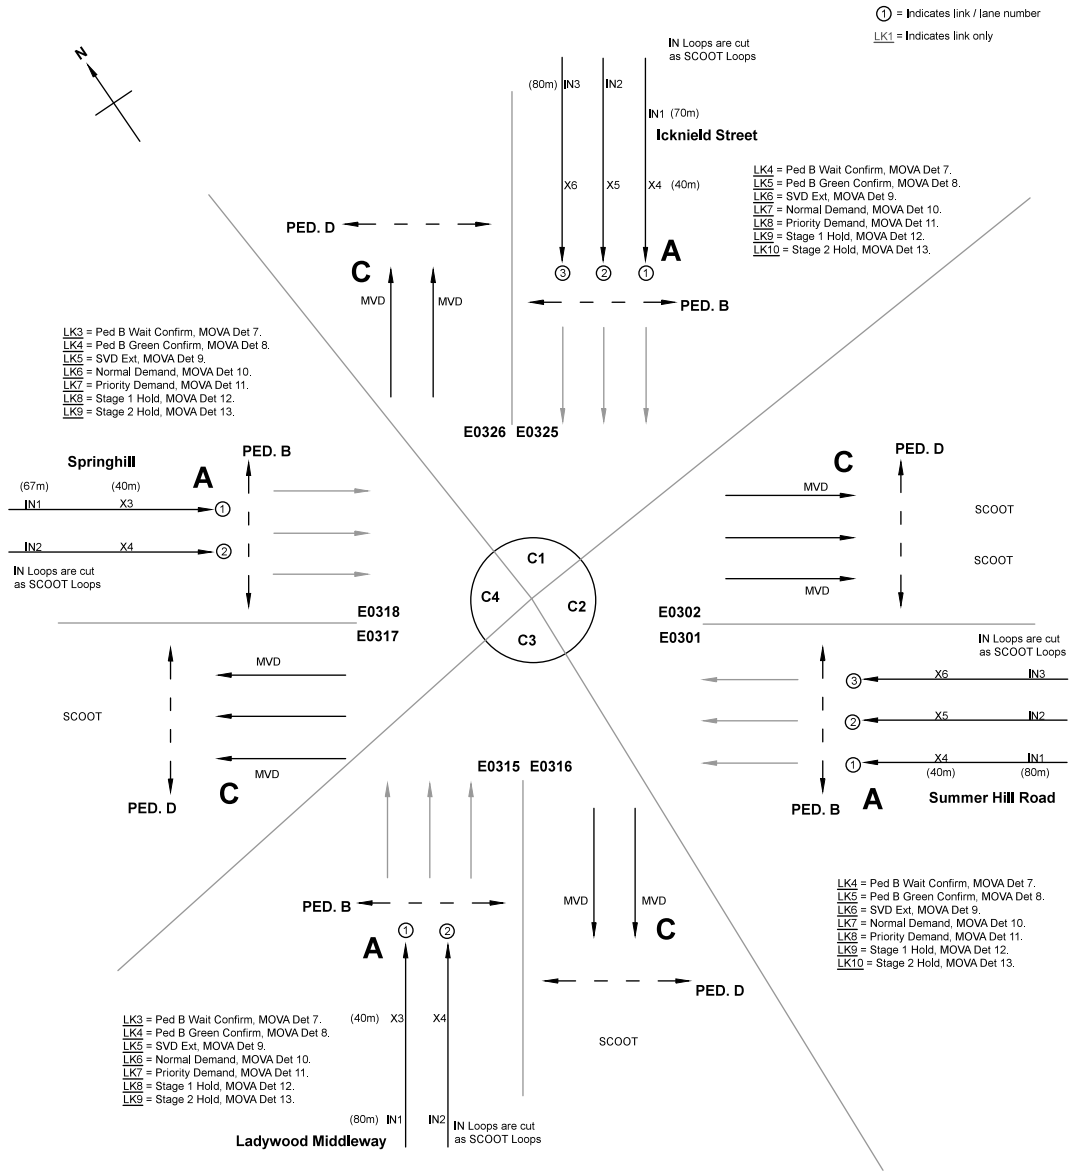 ① = Indicates link / lane number
LK1 = Indicates link only
N
IN Loops are cut
as SCOOT Loops
(80m) IN3 IN2
IN1 (70m)
Icknield Street
X6 X5 X4 (40m)
LK4 = Ped B Wait Confirm, MOVA Det 7.
LK5 = Ped B Green Confirm, MOVA Det 8.
LK6 = SVD Ext, MOVA Det 9.
LK7 = Normal Demand, MOVA Det 10.
LK8 = Priority Demand, MOVA Det 11.
LK9 = Stage 1 Hold, MOVA Det 12.
LK10 = Stage 2 Hold, MOVA Det 13.
PED. D
C
A
3 2 1
MVD MVD
PED. B
LK3 = Ped B Wait Confirm, MOVA Det 7.
LK4 = Ped B Green Confirm, MOVA Det 8.
LK5 = SVD Ext, MOVA Det 9.
LK6 = Normal Demand, MOVA Det 10.
LK7 = Priority Demand, MOVA Det 11.
LK8 = Stage 1 Hold, MOVA Det 12.
LK9 = Stage 2 Hold, MOVA Det 13.
E0326 E0325
PED. B
Springhill
A
(67m) (40m)
IN1 X3 1
IN2 X4 2
IN Loops are cut
as SCOOT Loops
PED. D
C
MVD
SCOOT
SCOOT
MVD
C1
C4 C2
C3
E0318
E0317
E0302
E0301
IN Loops are cut
as SCOOT Loops
MVD
SCOOT
MVD
PED. D
C
3 X6 IN3
2 X5 IN2
1 X4 IN1
(40m) (80m)
PED. B
A
Summer Hill Road
E0315 E0316
LK4 = Ped B Wait Confirm, MOVA Det 7.
LK5 = Ped B Green Confirm, MOVA Det 8.
LK6 = SVD Ext, MOVA Det 9.
LK7 = Normal Demand, MOVA Det 10.
LK8 = Priority Demand, MOVA Det 11.
LK9 = Stage 1 Hold, MOVA Det 12.
LK10 = Stage 2 Hold, MOVA Det 13.
PED. B
A
1 2
MVD MVD
C
PED. D
SCOOT
LK3 = Ped B Wait Confirm, MOVA Det 7.
LK4 = Ped B Green Confirm, MOVA Det 8.
LK5 = SVD Ext, MOVA Det 9.
LK6 = Normal Demand, MOVA Det 10.
LK7 = Priority Demand, MOVA Det 11.
LK8 = Stage 1 Hold, MOVA Det 12.
LK9 = Stage 2 Hold, MOVA Det 13.
(40m) X3 X4
(80m) IN1 IN2
IN Loops are cut
as SCOOT Loops
Ladywood Middleway